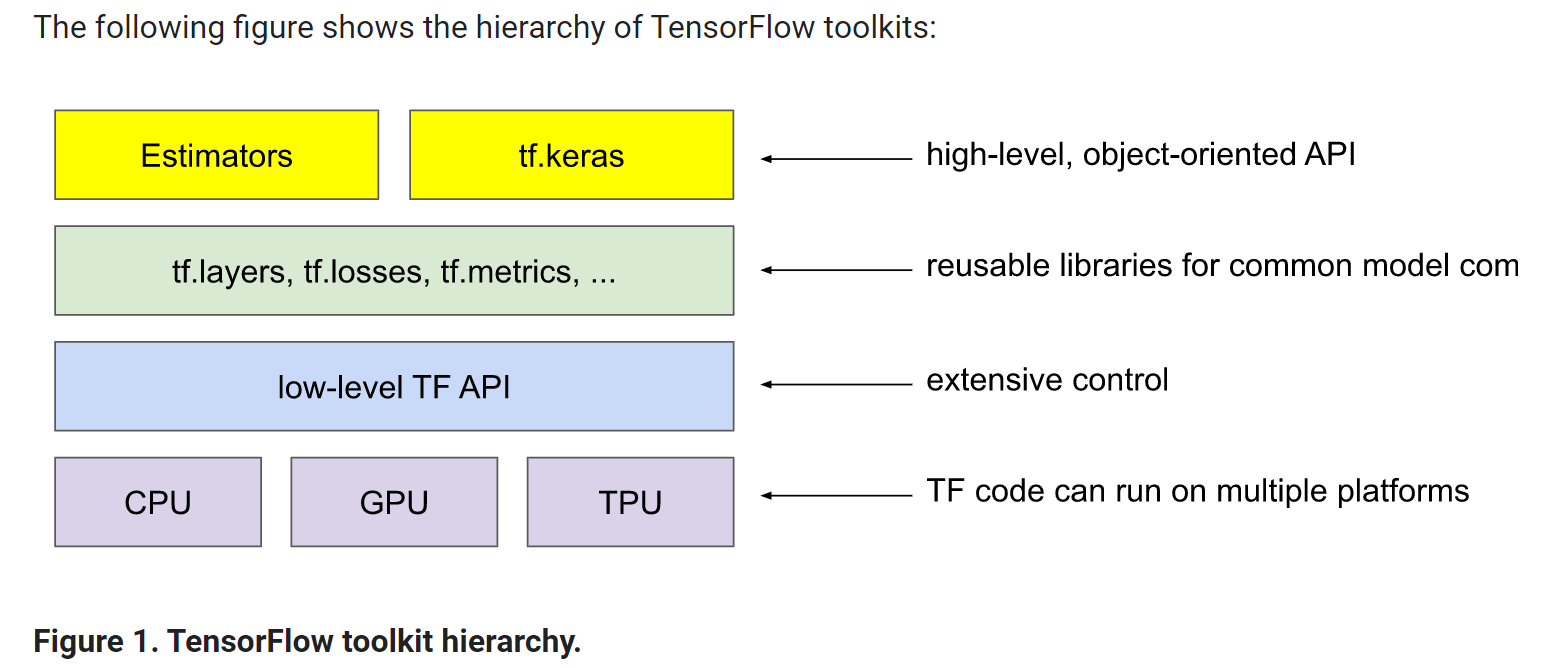 The following figure shows the hierarchy of TensorFlow toolkits:
Estimators
tf.keras
high-level, object-oriented API
tf.layers, tf.losses, tf.metrics, ...
reusable libraries for common model com
low-level TF API
extensive control
CPU
GPU
TPU
TF code can run on multiple platforms
Figure 1. TensorFlow toolkit hierarchy.